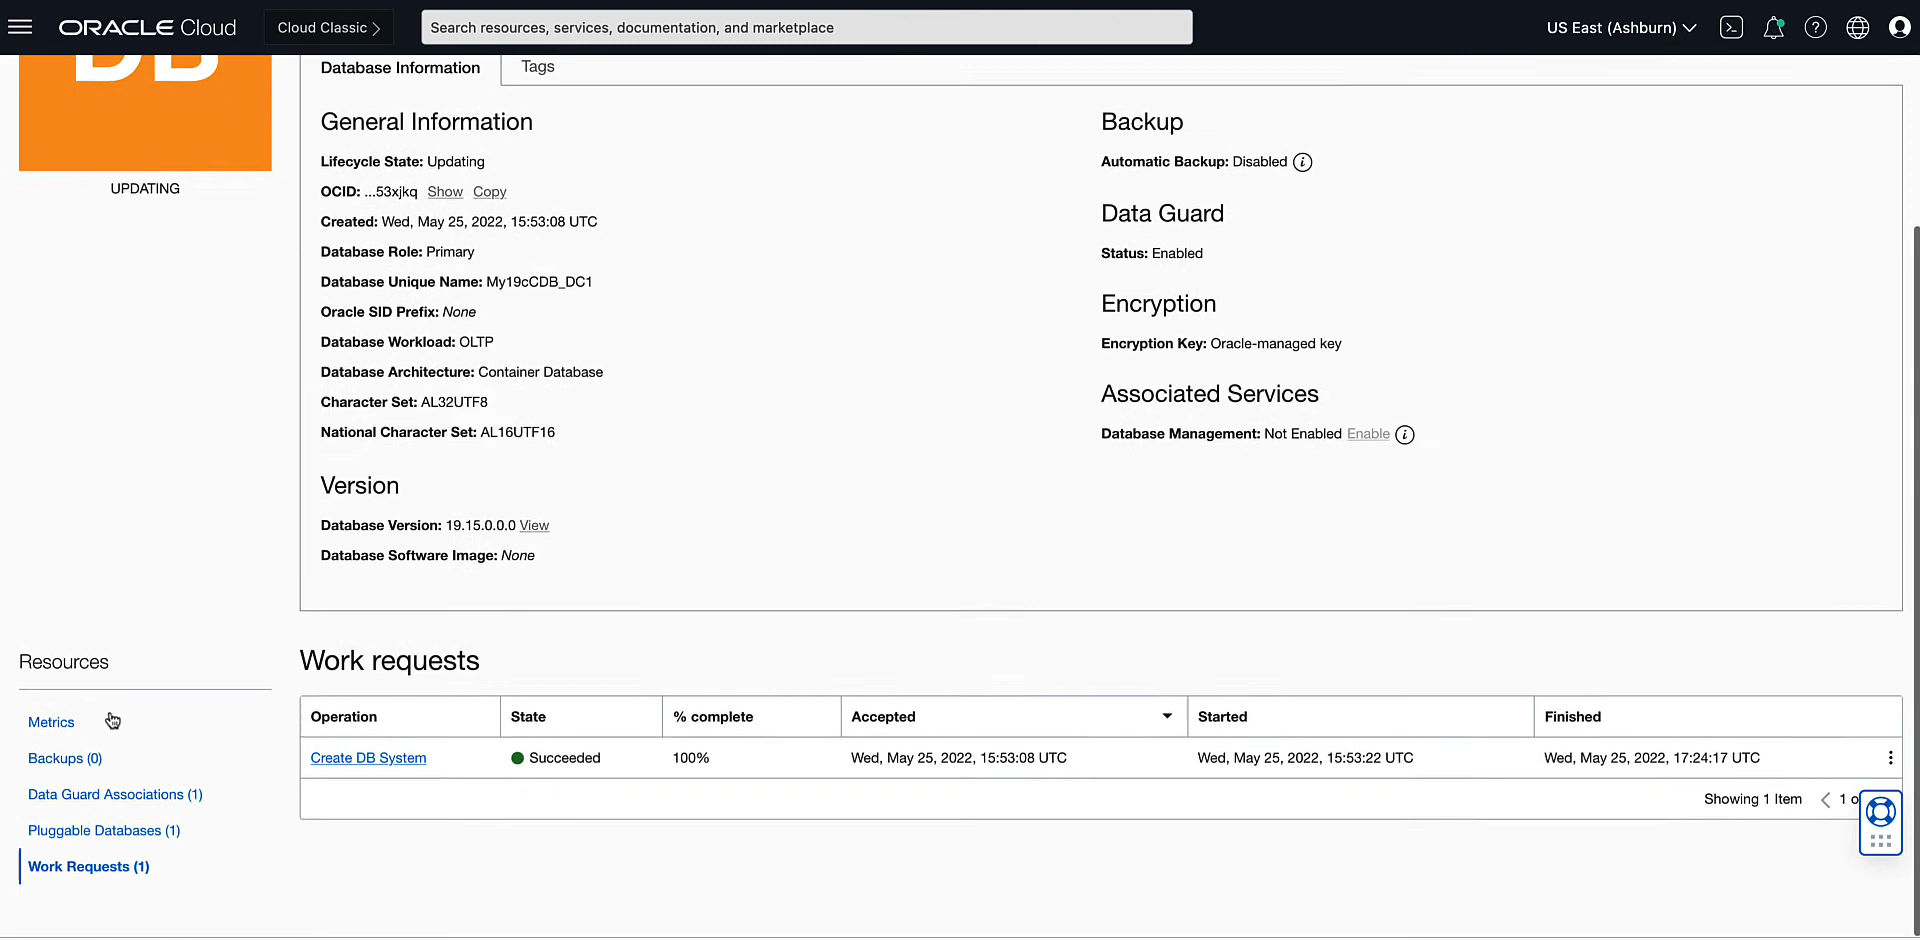 ORACLE Cloud
Cloud Classic
Search resources, services, documentation, and marketplace
US East (Ashburn)
DB
UPDATING
Database Information
Tags
General Information
Lifecycle State: Updating
OCID: ...53xjkq Show Copy
Created: Wed, May 25, 2022, 15:53:08 UTC
Database Role: Primary
Database Unique Name: My19cCDB_DC1
Oracle SID Prefix: None
Database Workload: OLTP
Database Architecture: Container Database
Character Set: AL32UTF8
National Character Set: AL16UTF16
Version
Database Version: 19.15.0.0.0 View
Database Software Image: None
Backup
Automatic Backup: Disabled
Data Guard
Status: Enabled
Encryption
Encryption Key: Oracle-managed key
Associated Services
Database Management: Not Enabled Enable
Resources
Metrics
Backups (0)
Data Guard Associations (1)
Pluggable Databases (1)
Work Requests (1)
Work requests
Operation State % complete Accepted Started Finished
Create DB System Succeeded 100% Wed, May 25, 2022, 15:53:08 UTC Wed, May 25, 2022, 15:53:22 UTC Wed, May 25, 2022, 17:24:17 UTC
Showing 1 Item < 1 o